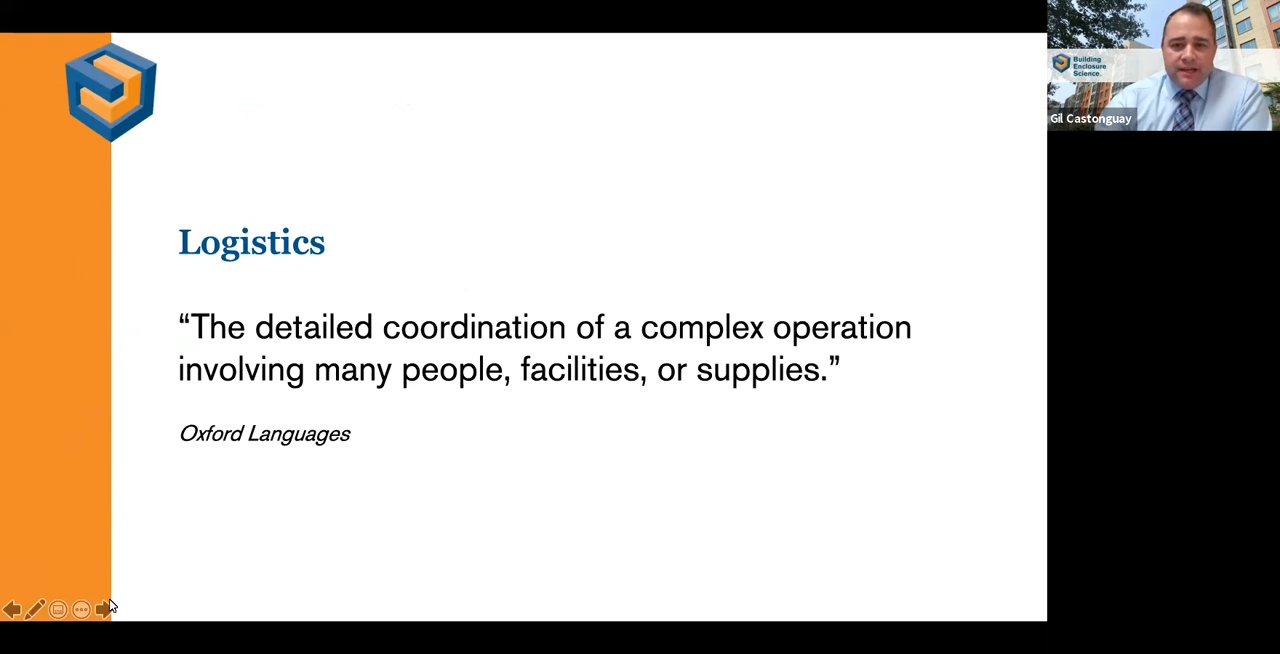 Logistics
“The detailed coordination of a complex operation
involving many people, facilities, or supplies.”
Oxford Languages
Building
Enclosure
Science
Gil Castonguay